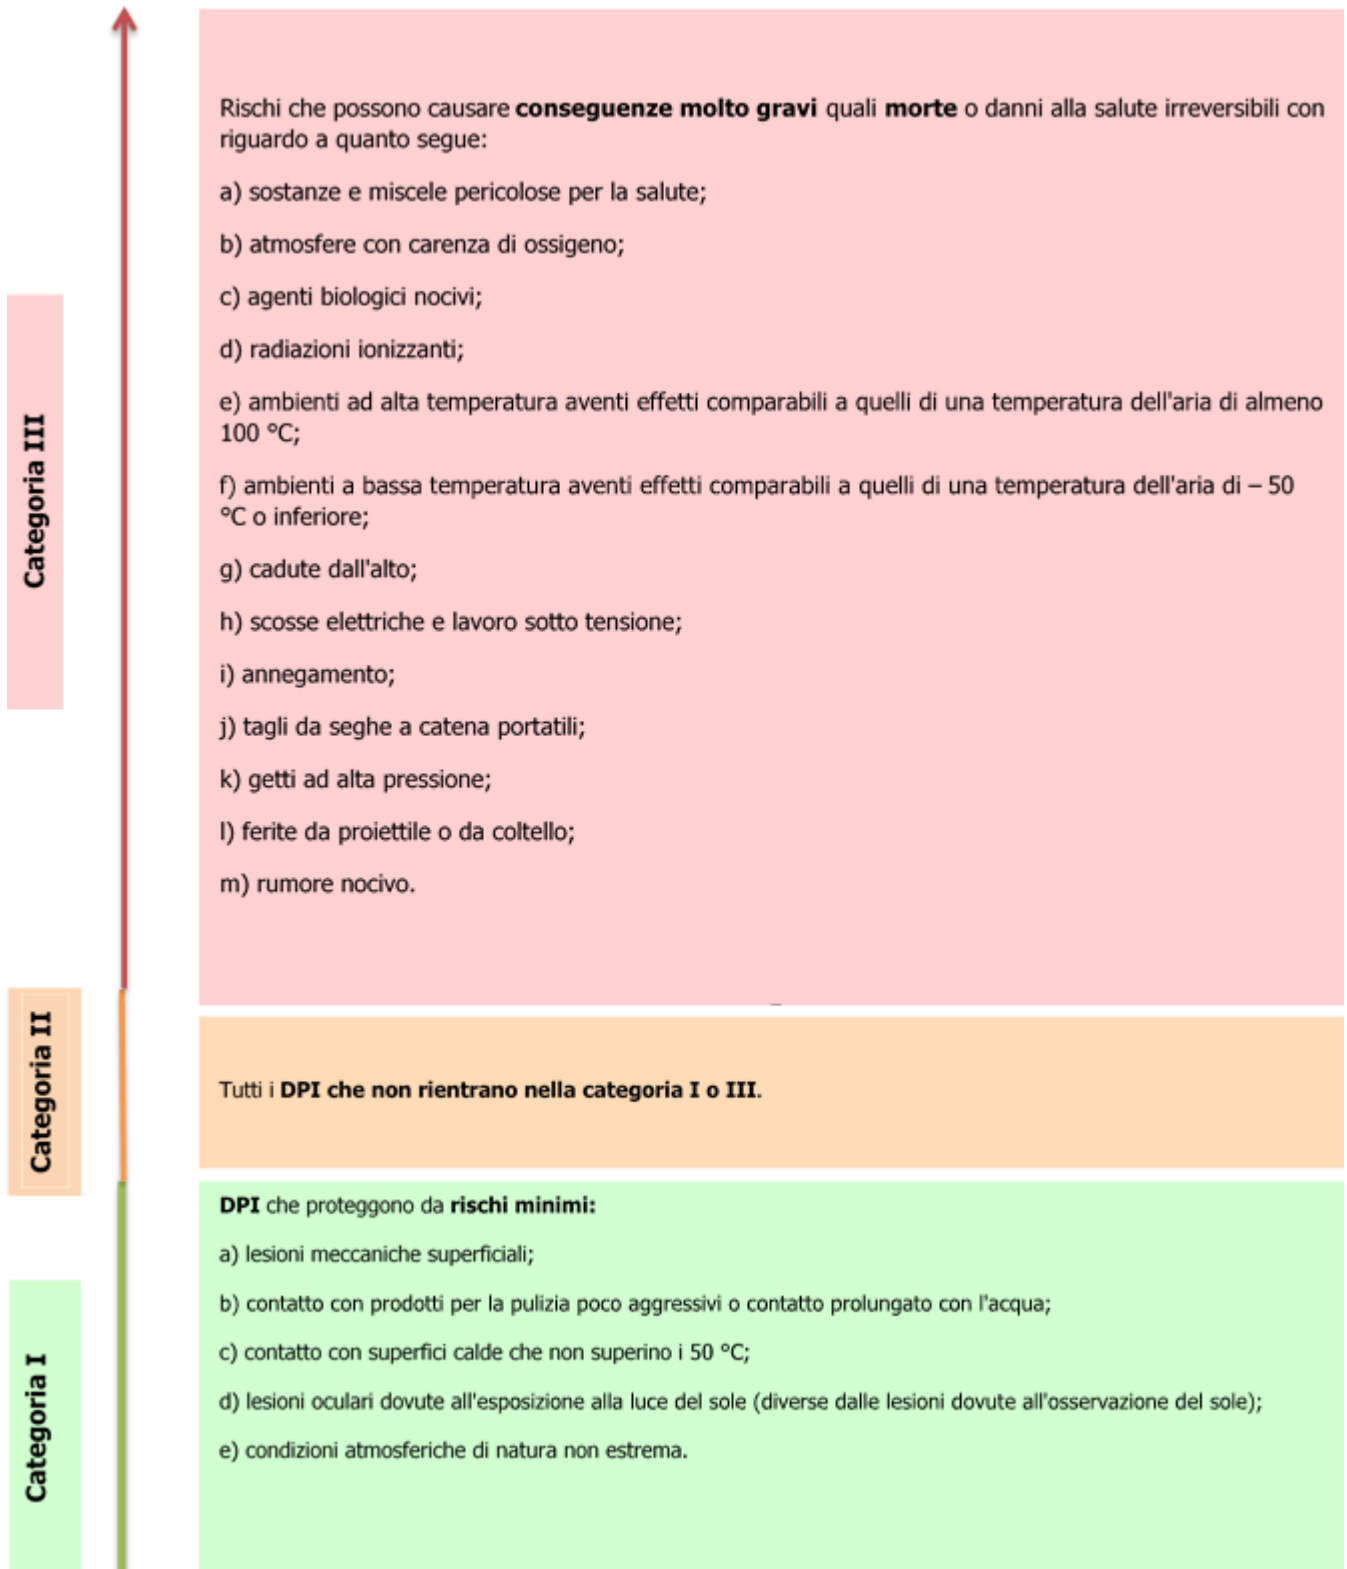 Rischi che possono causare conseguenze molto gravi quali morte o danni alla salute irreversibili con
riguardo a quanto segue:
a) sostanze e miscele pericolose per la salute;
b) atmosfere con carenza di ossigeno;
c) agenti biologici nocivi;
d) radiazioni ionizzanti;
e) ambienti ad alta temperatura aventi effetti comparabili a quelli di una temperatura dell'aria di almeno
100 °C;
f) ambienti a bassa temperatura aventi effetti comparabili a quelli di una temperatura dell'aria di – 50
°C o inferiore;
g) cadute dall'alto;
h) scosse elettriche e lavoro sotto tensione;
i) annegamento;
j) tagli da seghe a catena portatili;
k) getti ad alta pressione;
l) ferite da proiettile o da coltello;
m) rumore nocivo.
Categoria III
Tutti i DPI che non rientrano nella categoria I o III.
Categoria II
DPI che proteggono da rischi minimi:
a) lesioni meccaniche superficiali;
b) contatto con prodotti per la pulizia poco aggressivi o contatto prolungato con l'acqua;
c) contatto con superfici calde che non superino i 50 °C;
d) lesioni oculari dovute all'esposizione alla luce del sole (diverse dalle lesioni dovute all'osservazione del sole);
e) condizioni atmosferiche di natura non estrema.
Categoria I